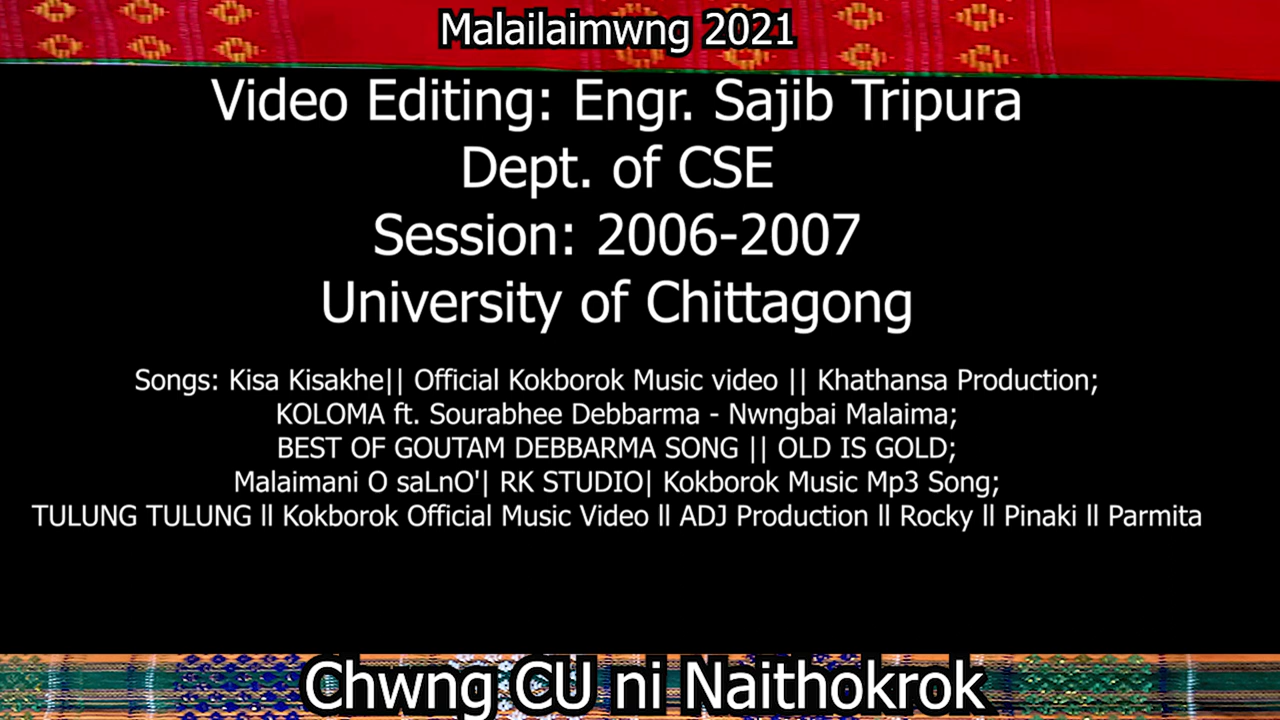 Malailaimwng 2021
Video Editing: Engr. Sajib Tripura
Dept. of CSE
Session: 2006-2007
University of Chittagong
Songs: Kisa Kisakhe|| Official Kokborok Music video || Khathansa Production;
KOLOMA ft. Sourabhee Debbarma - Nwngbai Malaima;
BEST OF GOUTAM DEBBARMA SONG || OLD IS GOLD;
Malaimani O saLnO'| RK STUDIO| Kokborok Music Mp3 Song;
TULUNG TULUNG ll Kokborok Official Music Video ll ADJ Production ll Rocky ll Pinaki ll Parmita
Chwng CU ni Naithokrok